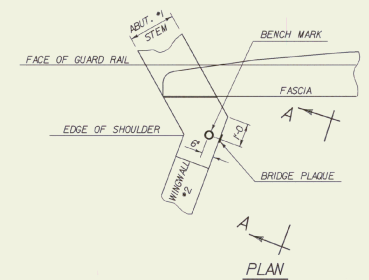 ABUT. #1
STEM
BENCH MARK
FACE OF GUARD RAIL
FASCIA
A
EDGE OF SHOULDER
1'-0
WINGWALL
#2
BRIDGE PLAQUE
A
PLAN